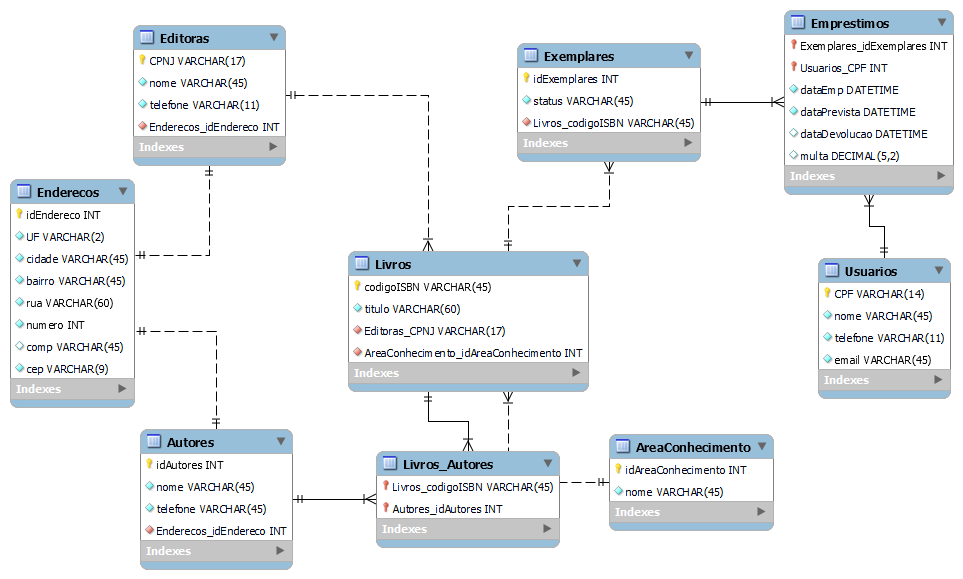 Editoras
CPNJ VARCHAR(17)
nome VARCHAR(45)
telefone VARCHAR(11)
Enderecos_idEndereco INT
Indexes
Exemplares
idExemplares INT
status VARCHAR(45)
Livros_codigoISBN VARCHAR(45)
Indexes
Emprestimos
Exemplares_idExemplares INT
Usuarios_CPF INT
dataEmp DATETIME
dataPrevista DATETIME
dataDevolucao DATETIME
multa DECIMAL(5,2)
Indexes
Enderecos
idEndereco INT
UF VARCHAR(2)
cidade VARCHAR(45)
bairro VARCHAR(45)
rua VARCHAR(60)
numero INT
comp VARCHAR(45)
cep VARCHAR(9)
Indexes
Livros
codigoISBN VARCHAR(45)
titulo VARCHAR(60)
Editoras_CPNJ VARCHAR(17)
AreaConhecimento_idAreaConhecimento INT
Indexes
Usuarios
CPF VARCHAR(14)
nome VARCHAR(45)
telefone VARCHAR(11)
email VARCHAR(45)
Indexes
Autores
idAutores INT
nome VARCHAR(45)
telefone VARCHAR(45)
Enderecos_idEndereco INT
Indexes
Livros_Autores
Livros_codigoISBN VARCHAR(45)
Autores_idAutores INT
Indexes
AreaConhecimento
idAreaConhecimento INT
nome VARCHAR(45)
Indexes